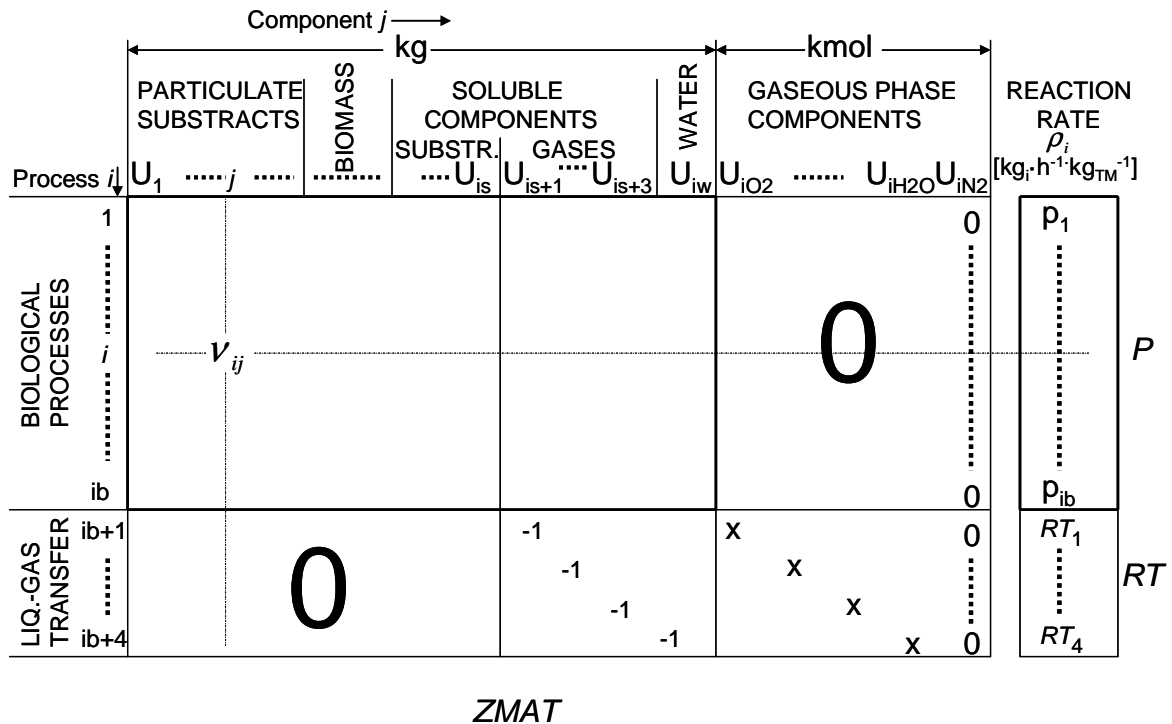 Component j
kg
kmol
PARTICULATE
SUBSTRACTS
BIOMASS
SOLUBLE
COMPONENTS
SUBSTR.
GASES
WATER
GASEOUS PHASE
COMPONENTS
REACTION
RATE
ρi
[kgi·h-1·kgTM-1]
Process i
U1 j Uis Uis+1 Uis+3 Uiw UiO2 UiH2O UiN2
BIOLOGICAL
PROCESSES
1 0 p1
i νij 0 P
ib 0 pib
LIQ.-GAS
TRANSFER
ib+1 -1 x 0 RT1
-1 x
0 RT
-1 x
ib+4 -1 x 0 RT4
ZMAT